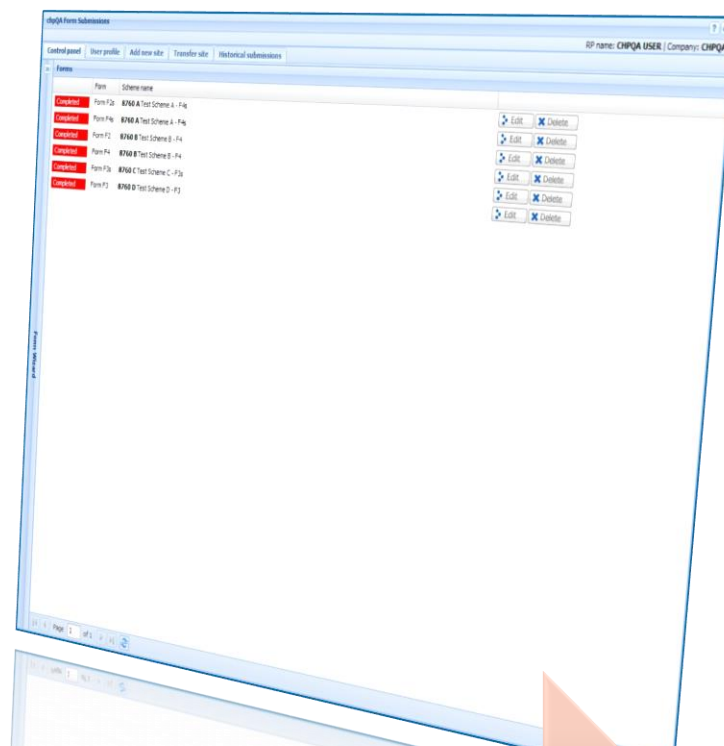 chpQA Form Submissions
?
RP name: CHPQA USER | Company: CHPQA
Control panel User profile Add new site Transfer site Historical submissions
Forms
Form Scheme name
Completed Form F2s 8760 A Test Scheme A - F4s Edit Delete
Completed Form F4s 8760 A Test Scheme A - F4s Edit Delete
Completed Form F2 8760 B Test Scheme B - F4 Edit Delete
Completed Form F4 8760 B Test Scheme B - F4 Edit Delete
Completed Form F3s 8760 C Test Scheme C - F3s Edit Delete
Completed Form F3 8760 D Test Scheme D - F3 Edit Delete
Form Wizard
Page 1 of 1